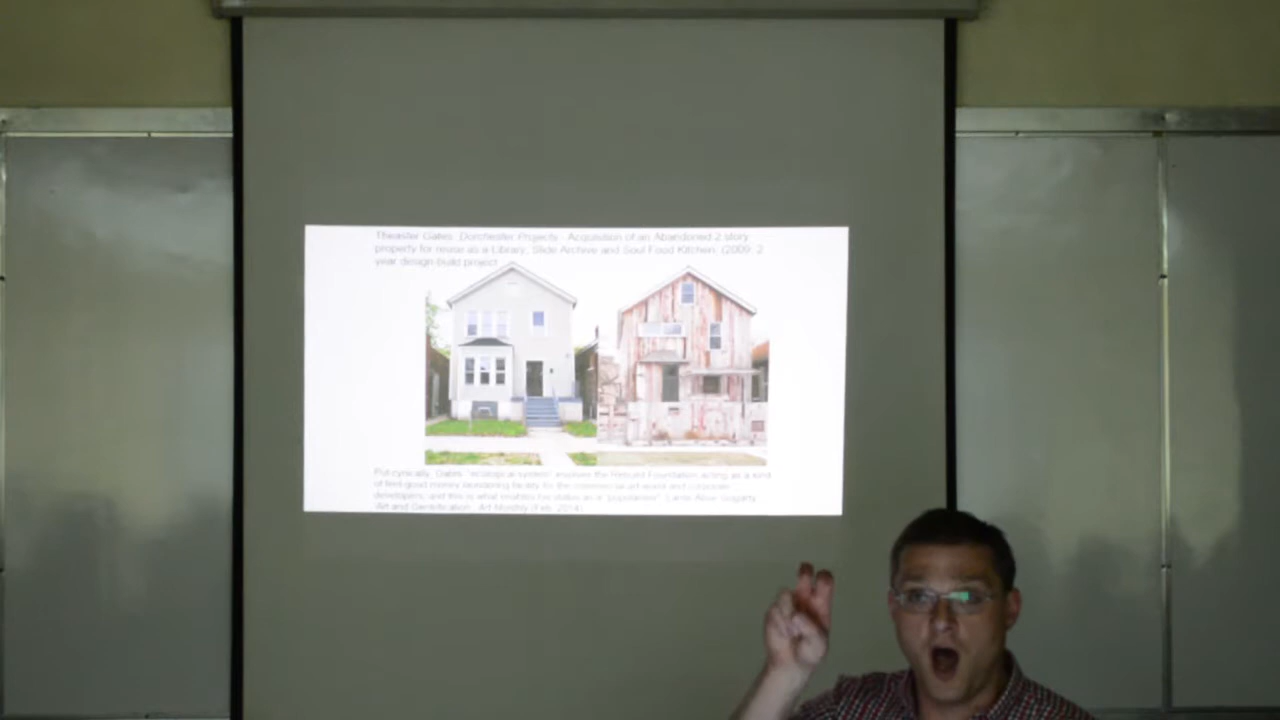 Theaster Gates. Dorchester Projects - Acquisition of an Abandoned 2 story
property for reuse as a Library, Slide Archive and Soul Food Kitchen. (2009, 2
year design build project
Put cynically, Gates' "ecological system" involves the Rebuild Foundation acting as a kind
of feel-good money laundering facility for the commercial art world and corporate
developers, and this is what enables his status as a "populariser".
Art and Gentrification Art Monthly (Feb. 2014)